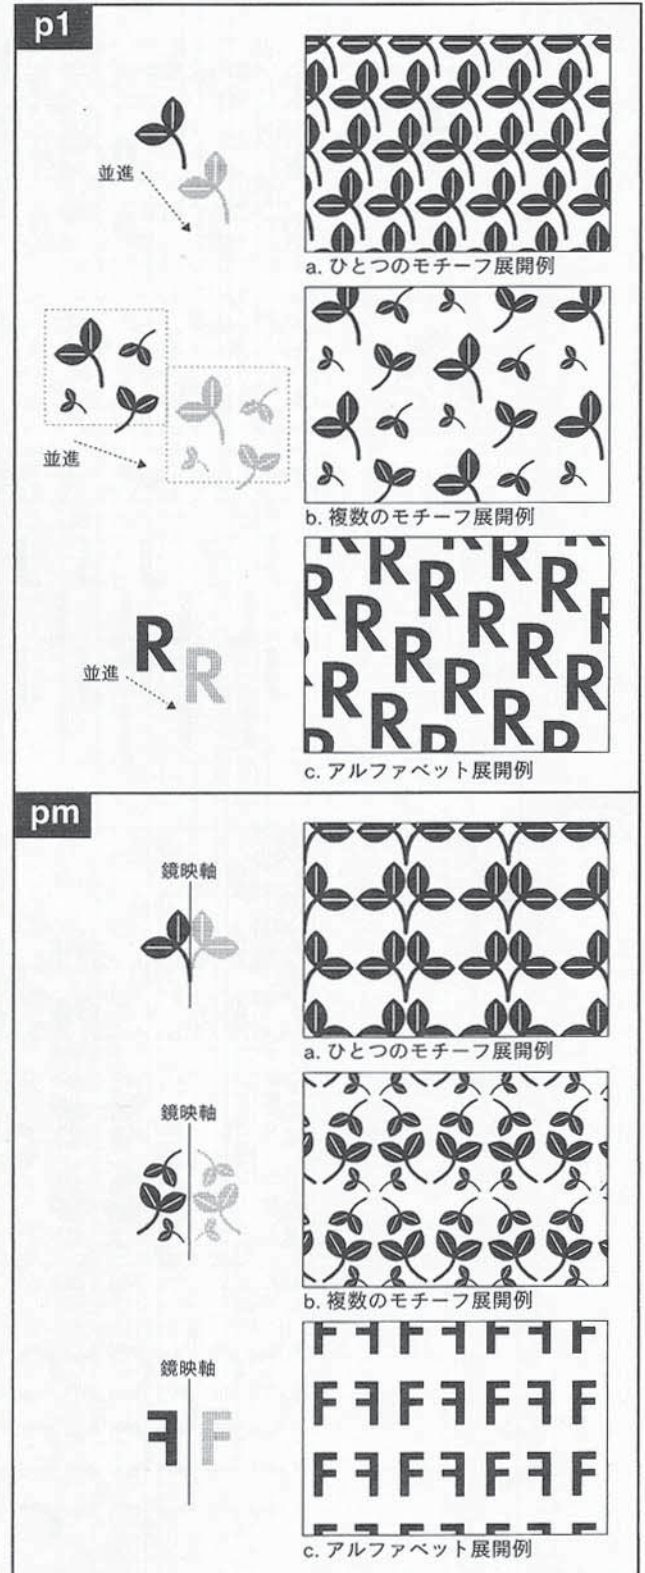 p1
並進
a. ひとつのモチーフ展開例
並進
b. 複数のモチーフ展開例
R
R
並進
c. アルファベット展開例
pm
鏡映軸
a. ひとつのモチーフ展開例
鏡映軸
b. 複数のモチーフ展開例
鏡映軸
F
c. アルファベット展開例